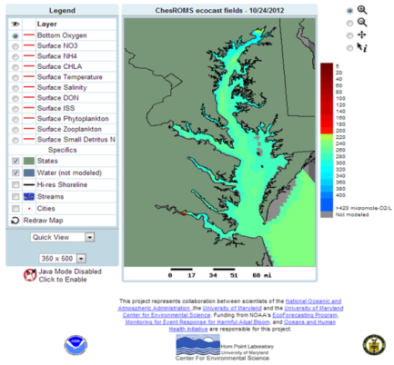 Legend
Layer
Bottom Oxygen
Surface NO3
Surface NH4
Surface CHLA
Surface Temperature
Surface Salinity
Surface DON
Surface ISS
Surface Phytoplankton
Surface Zooplankton
Surface Small Detritus N
Specifics
States
Water (not modeled)
Hi-res Shoreline
Streams
Cities
Redraw Map
Quick View
350 x 500
Java Mode Disabled
Click to Enable
ChesROMS ecocast fields - 10/24/2012
0 17 34 51 68 mi
5
20
40
60
80
100
120
140
160
180
200
220
240
260
280
300
320
340
360
380
400
>420 micromole-O2/L
Not modeled
This project represents collaboration between scientists of the National Oceanic and
Atmospheric Administration, the University of Maryland and the University of Maryland
Center for Environmental Science. Funding from NOAA's EcoForecasting Program,
Monitoring for Event Response for Harmful Algal Bloom, and Oceans and Human
Health Initiative are responsible for this project.
Horn Point Laboratory
University of Maryland
Center For Environmental Science